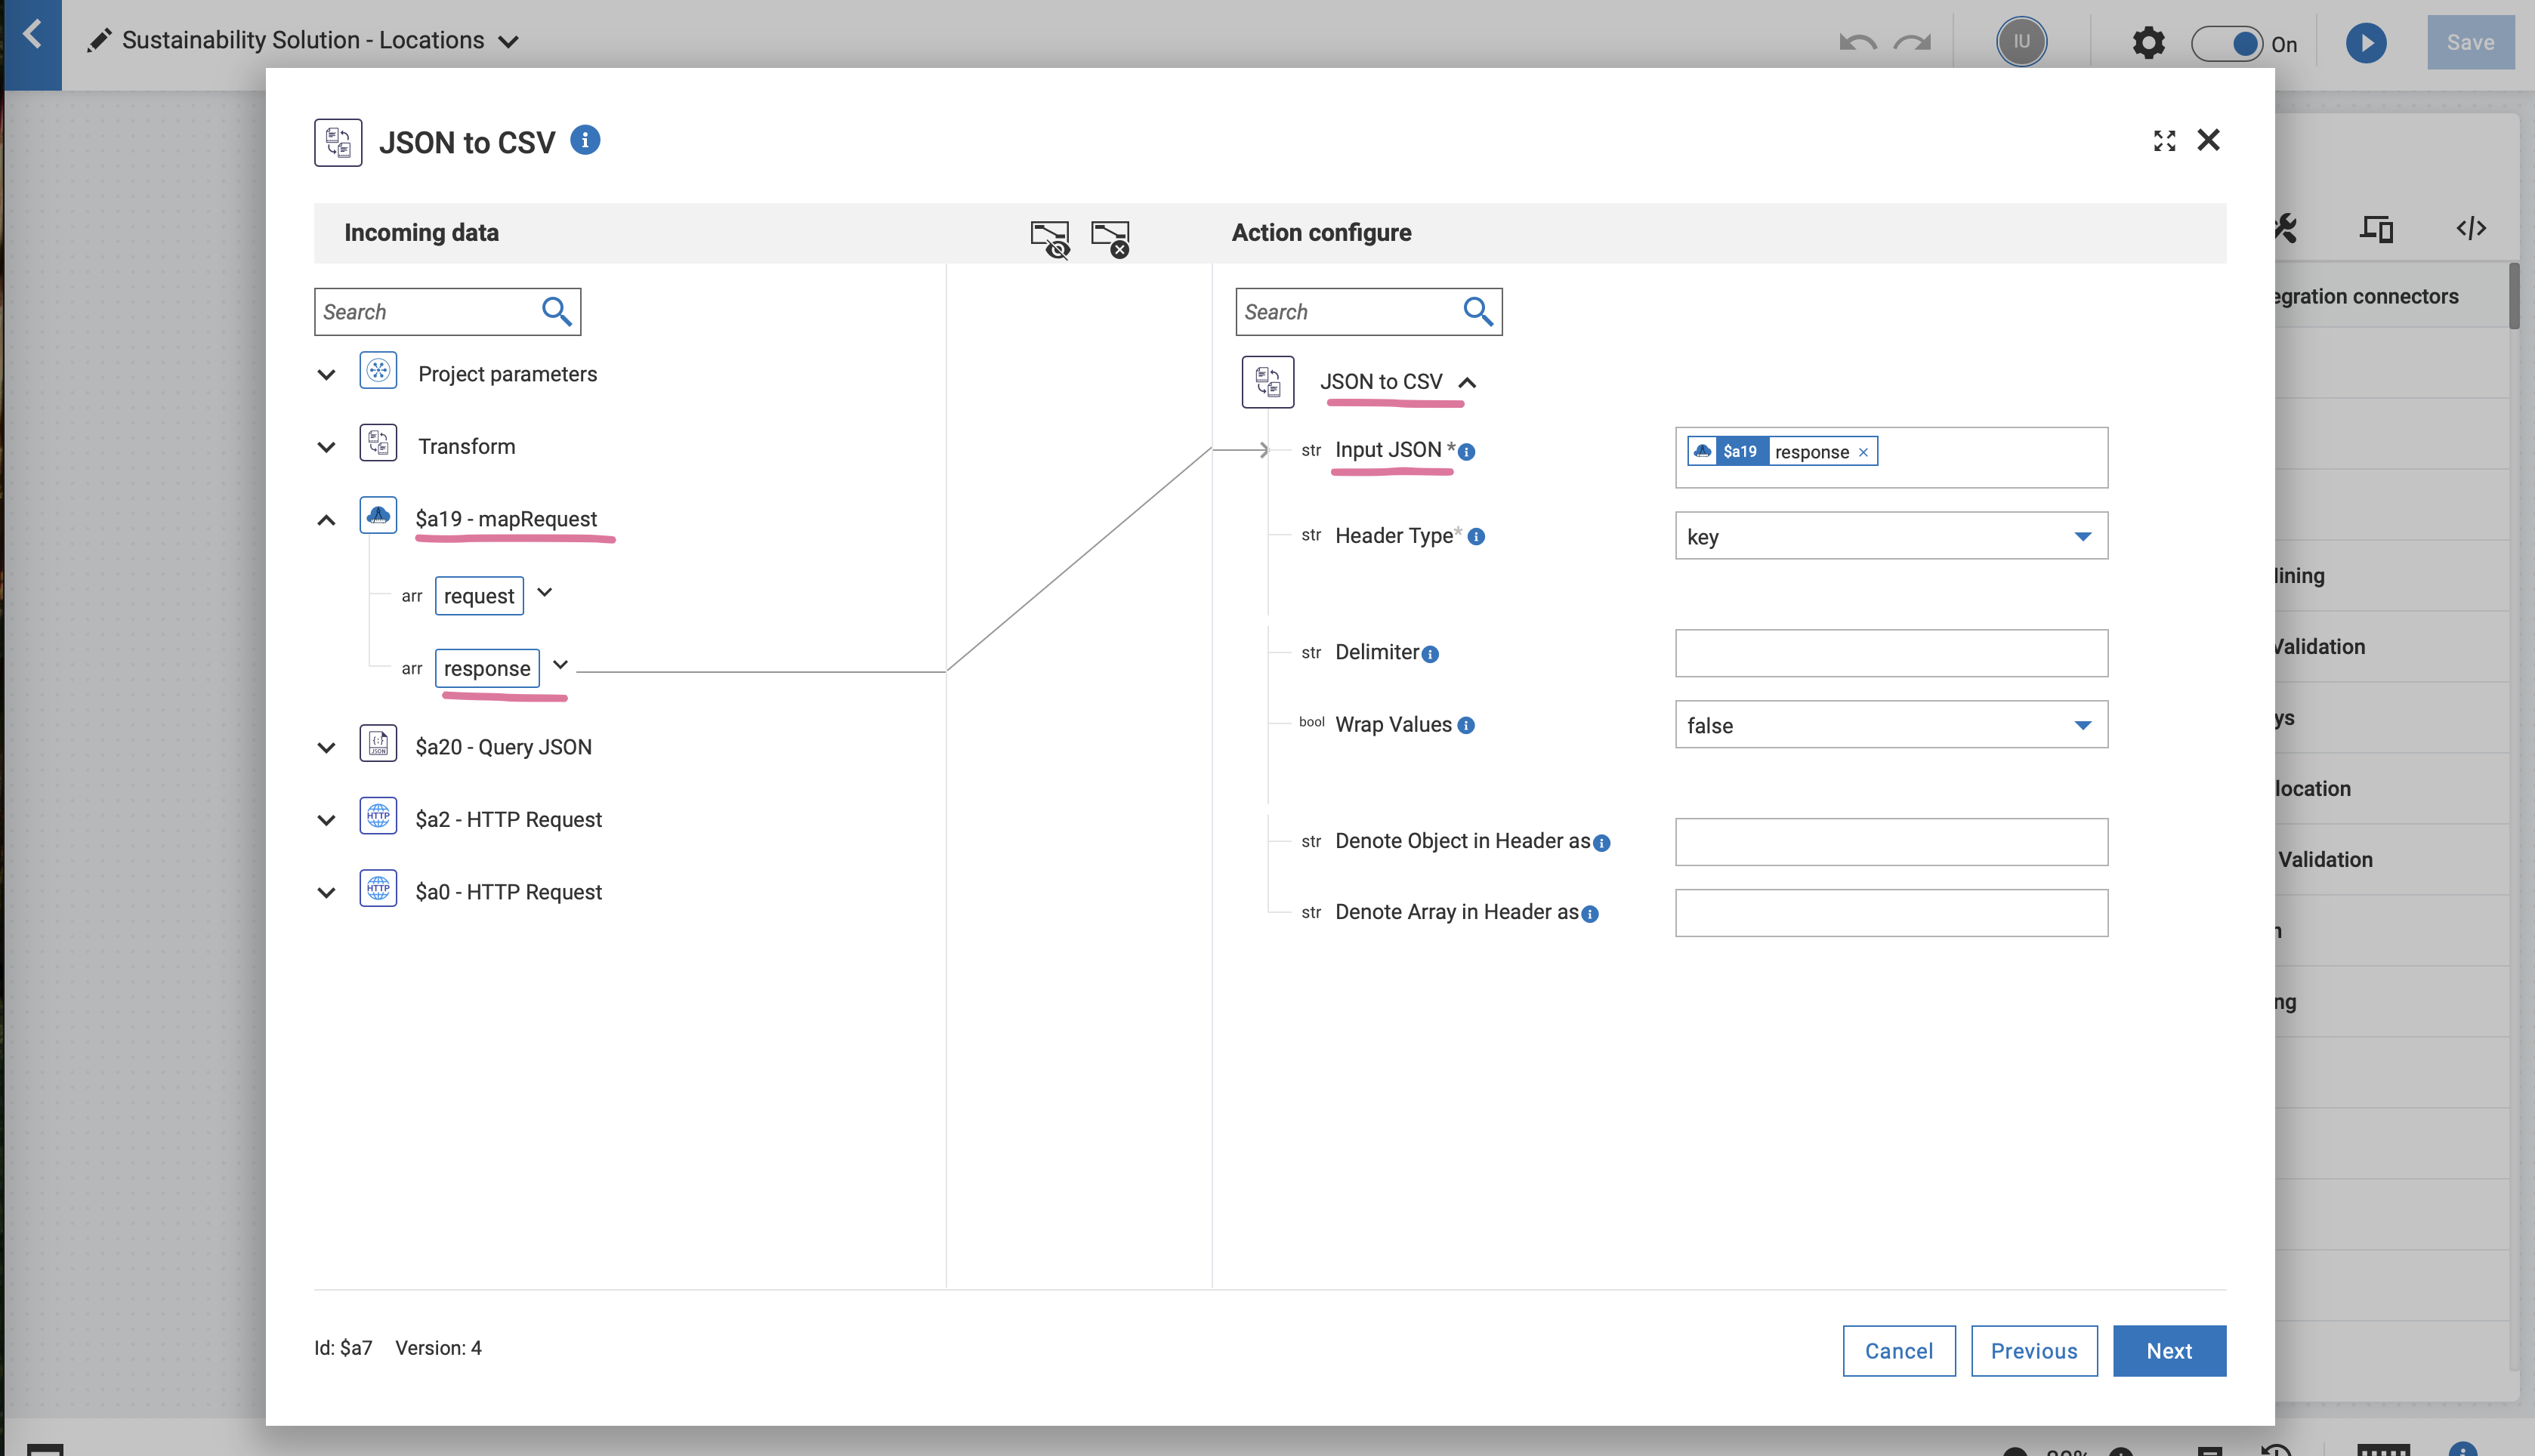 Sustainability Solution - Locations
IU
On
Save
JSON to CSV
Incoming data
Action configure
Search
Search
egration connectors
Project parameters
JSON to CSV
Transform
str Input JSON *
$a19 response ×
$a19 - mapRequest
str Header Type*
key
arr request
lining
str Delimiter
Validation
arr response
bool Wrap Values
false
ys
$a20 - Query JSON
location
$a2 - HTTP Request
str Denote Object in Header as
Validation
$a0 - HTTP Request
str Denote Array in Header as
n
ng
Id: $a7 Version: 4
Cancel
Previous
Next